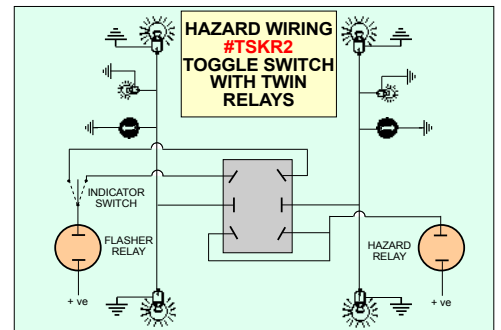 HAZARD WIRING
#TSKR2
TOGGLE SWITCH
WITH TWIN
RELAYS
INDICATOR
SWITCH
FLASHER
RELAY
HAZARD
RELAY
+ ve
+ ve